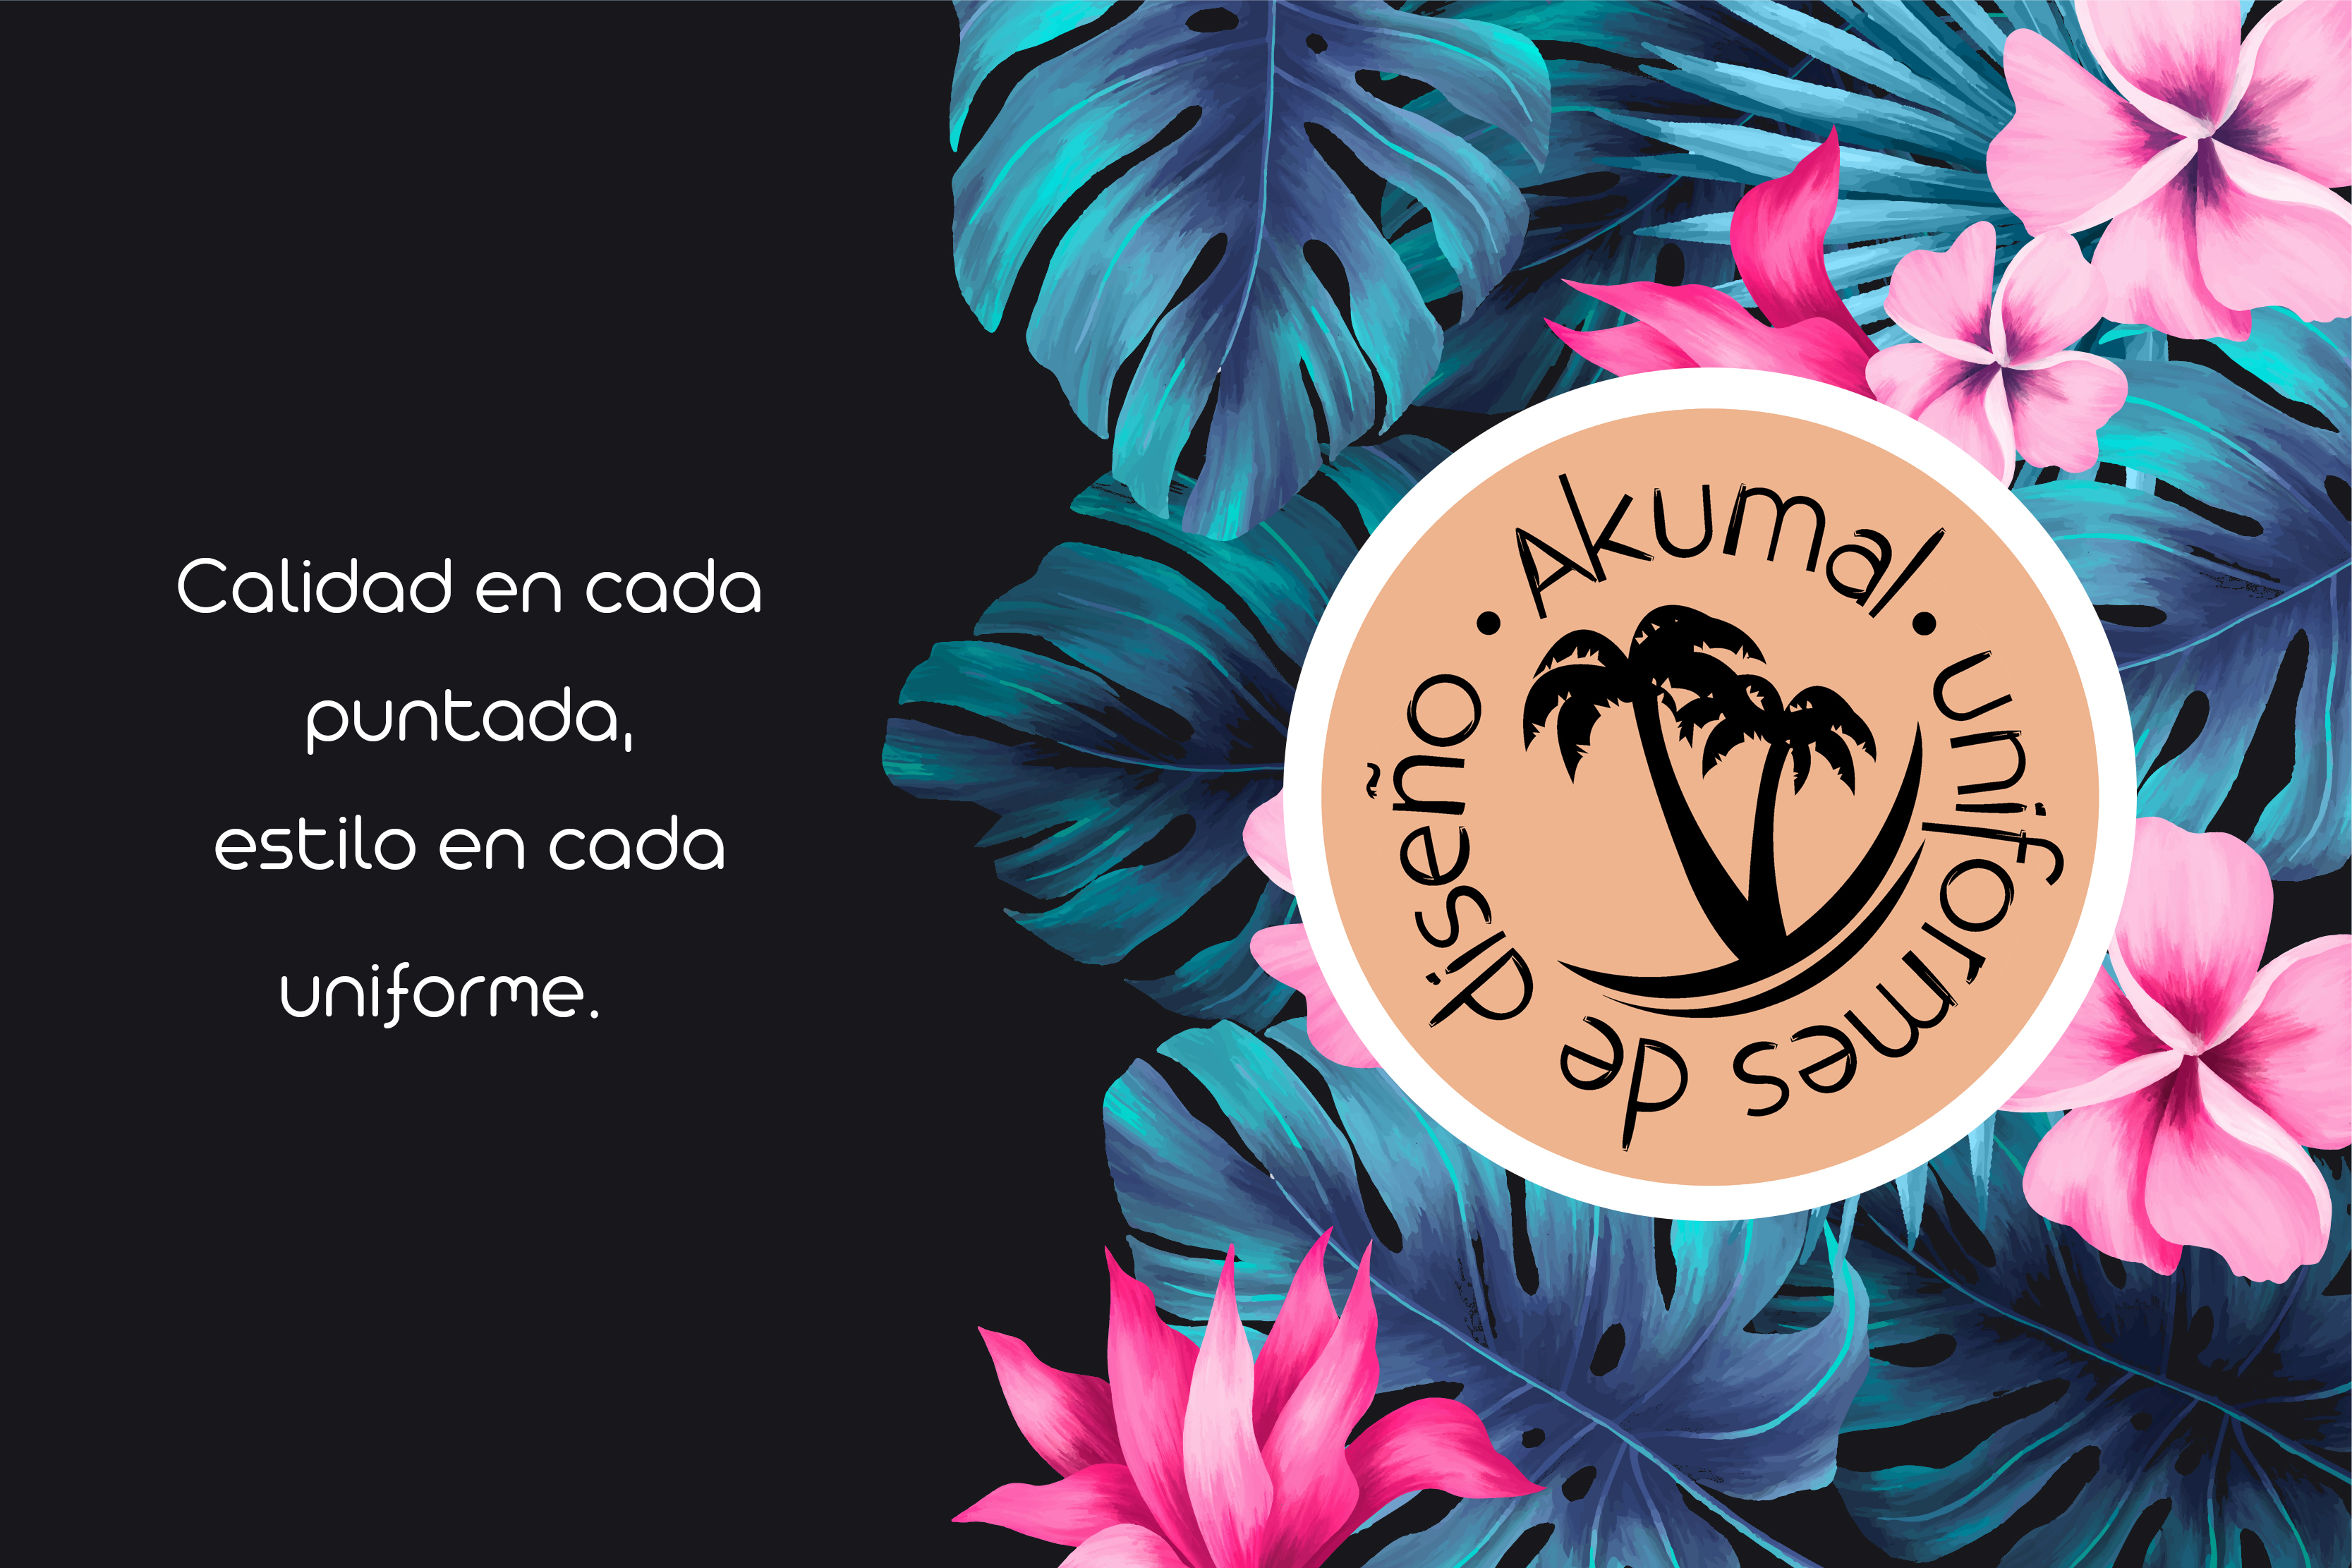 Calidad en cada
puntada,
estilo en cada
uniforme.
Akumal • uniformes de diseño •